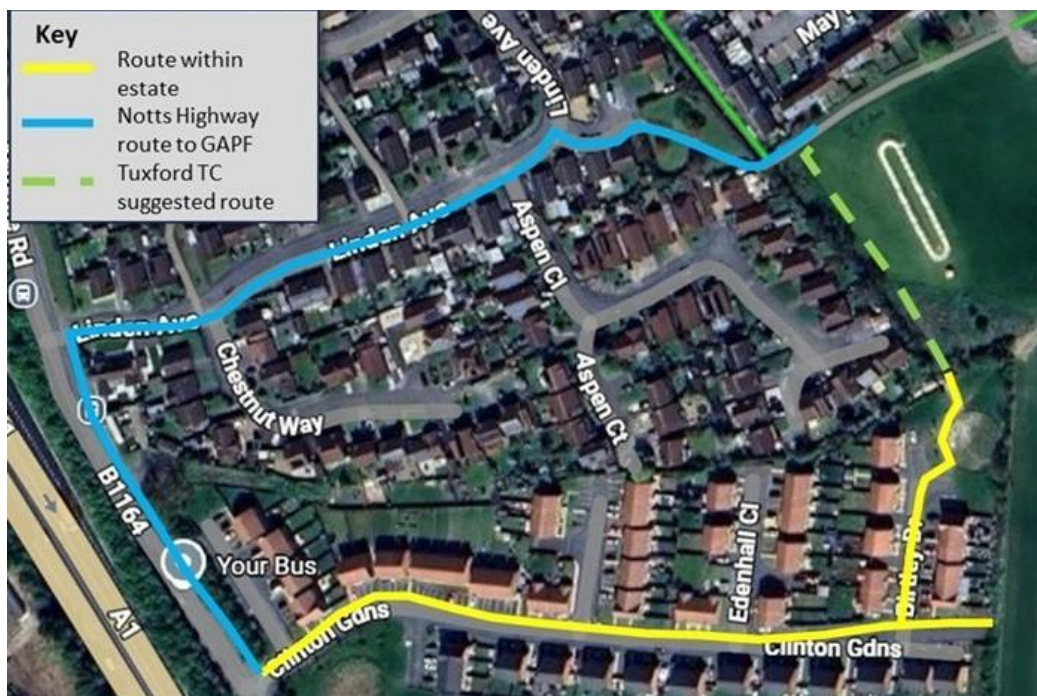 Key
Route within
estate
Notts Highway
route to GAPF
Tuxford TC
suggested route
Linden Ave
May
Rd
Linden Ave
Aspen Cl
Linden Ave
Chestnut Way
Aspen Ct
B1164
Your Bus
A1
Edenhall Cl
Clinton Gdns
Clinton Gdns